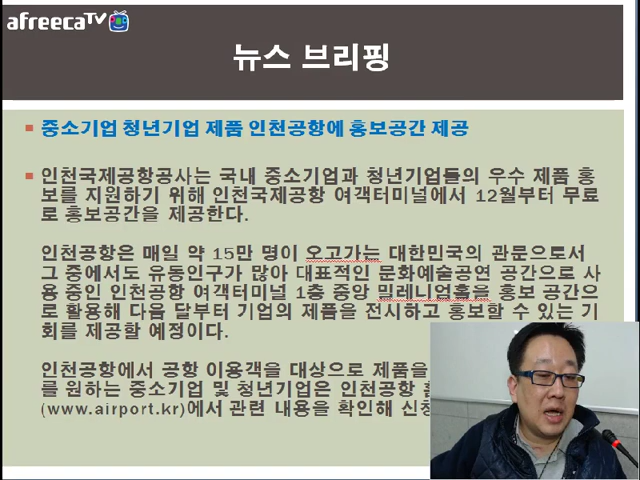 afreecaTV
뉴스 브리핑
중소기업 청년기업 제품 인천공항에 홍보공간 제공
인천국제공항공사는 국내 중소기업과 청년기업들의 우수 제품 홍
보를 지원하기 위해 인천국제공항 여객터미널에서 12월부터 무료
로 홍보공간을 제공한다.
인천공항은 매일 약 15만 명이 오고가는 대한민국의 관문으로서
그 중에서도 유동인구가 많아 대표적인 문화예술공연 공간으로 사
용 중인 인천공항 여객터미널 1층 중앙 밀레니엄홀을 홍보 공간으
로 활용해 다음 달부터 기업의 제품을 전시하고 홍보할 수 있는 기
회를 제공할 예정이다.
인천공항에서 공항 이용객을 대상으로 제품을
를 원하는 중소기업 및 청년기업은 인천공항
(www.airport.kr)에서 관련 내용을 확인해